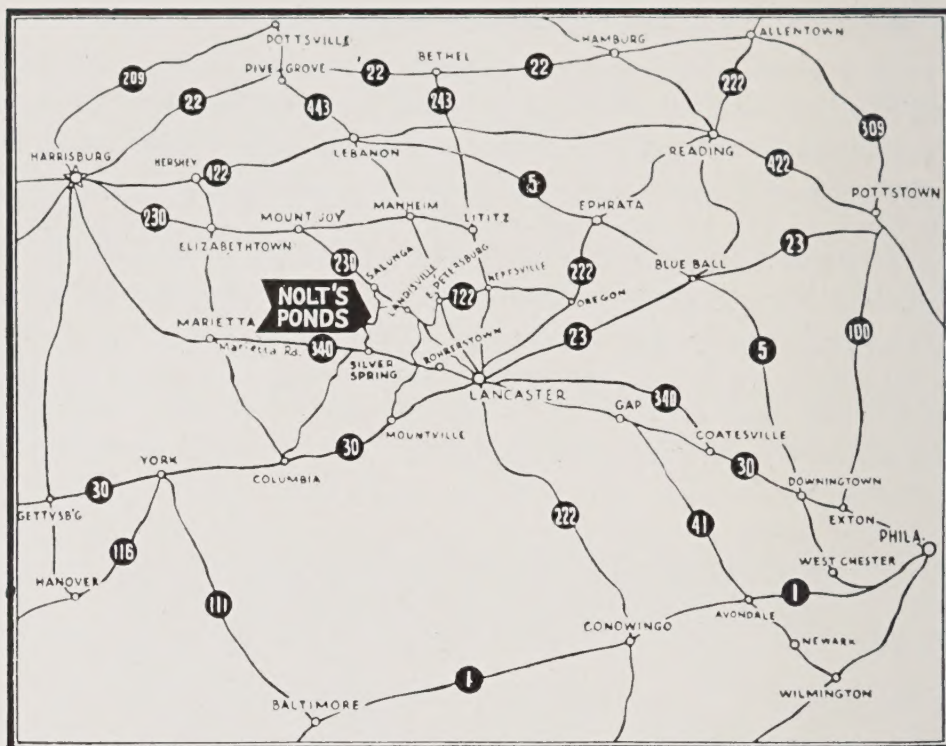 POTTSVILLE
ALLENTOWN
HAMBURG
BETHEL
PINE GROVE
209
22
22
22
222
443
243
309
HARRISBURG
HERSHEY
422
LEBANON
READING
422
5
POTTSTOWN
230
MOUNT JOY
MANHEIM
LITITZ
EPHRATA
ELIZABETHTOWN
23
230
SALUNGA
LANDISVILLE
E. PETERSBURG
722
NEFFSVILLE
222
OREGON
BLUE BALL
NOLT'S
PONDS
MARIETTA
Marietta Rd.
340
SILVER
SPRING
ROHRERSTOWN
23
5
100
LANCASTER
340
GAP
MOUNTVILLE
COATESVILLE
30
YORK
COLUMBIA
30
DOWNINGTOWN
30
GETTYSB'G
222
41
EXTON
PHILA.
116
WEST CHESTER
HANOVER
111
1
AVONDALE
CONOWINGO
NEWARK
1
WILMINGTON
BALTIMORE